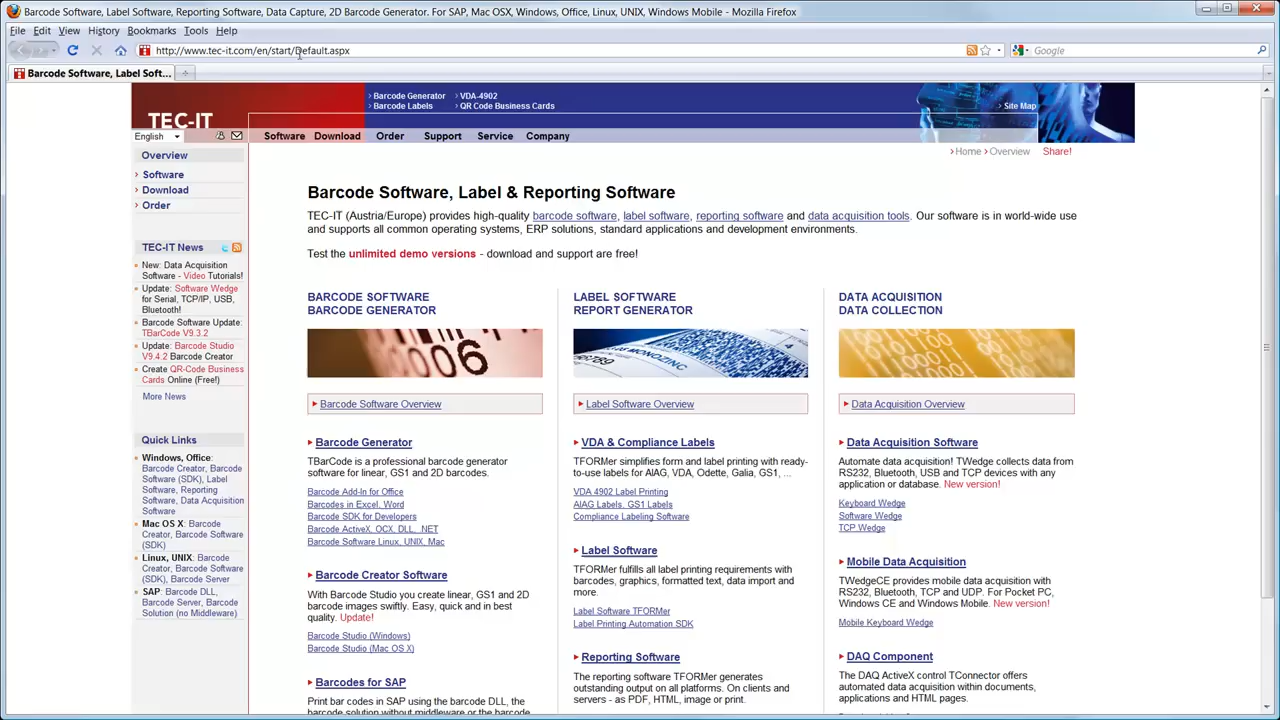 Barcode Software, Label Software, Reporting Software, Data Capture, 2D Barcode Generator. For SAP, Mac OSX, Windows, Office, Linux, UNIX, Windows Mobile - Mozilla Firefox
File Edit View History Bookmarks Tools Help
http://www.tec-it.com/en/start/Default.aspx
Google
Barcode Software, Label Soft...
Barcode Generator
VDA-4902
Barcode Labels
QR Code Business Cards
Site Map
TEC-IT
English
Software Download Order Support Service Company
Home Overview Share!
Overview
Software
Download
Order
TEC-IT News
New: Data Acquisition
Software - Video Tutorials!
Update: Software Wedge
for Serial, TCP/IP, USB,
Bluetooth!
Barcode Software Update:
TBarCode V9.3.2
Update: Barcode Studio
V9.4.2 Barcode Creator
Create QR-Code Business
Cards Online (Free!)
More News
Quick Links
Windows, Office:
Barcode Creator, Barcode
Software (SDK), Label
Software, Reporting
Software, Data Acquisition
Software
Mac OS X: Barcode
Creator, Barcode Software
(SDK)
Linux, UNIX: Barcode
Creator, Barcode Software
(SDK), Barcode Server
SAP: Barcode DLL,
Barcode Server, Barcode
Solution (no Middleware)
Barcode Software, Label & Reporting Software
TEC-IT (Austria/Europe) provides high-quality barcode software, label software, reporting software and data acquisition tools. Our software is in world-wide use
and supports all common operating systems, ERP solutions, standard applications and development environments.
Test the unlimited demo versions - download and support are free!
BARCODE SOFTWARE
BARCODE GENERATOR
006
Barcode Software Overview
Barcode Generator
TBarCode is a professional barcode generator
software for linear, GS1 and 2D barcodes.
Barcode Add-In for Office
Barcodes in Excel, Word
Barcode SDK for Developers
Barcode ActiveX, OCX, DLL, .NET
Barcode Software Linux, UNIX, Mac
Barcode Creator Software
With Barcode Studio you create linear, GS1 and 2D
barcode images swiftly. Easy, quick and in best
quality. Update!
Barcode Studio (Windows)
Barcode Studio (Mac OS X)
Barcodes for SAP
Print bar codes in SAP using the barcode DLL, the
barcode solution without middleware or the barcode
LABEL SOFTWARE
REPORT GENERATOR
Label Software Overview
VDA & Compliance Labels
TFORMer simplifies form and label printing with ready-
to-use labels for AIAG, VDA, Odette, Galia, GS1, ...
VDA 4902 Label Printing
AIAG Labels, GS1 Labels
Compliance Labeling Software
Label Software
TFORMer fulfills all label printing requirements with
barcodes, graphics, formatted text, data import and
more.
Label Software TFORMer
Label Printing Automation SDK
Reporting Software
The reporting software TFORMer generates
outstanding output on all platforms. On clients and
servers - as PDF, HTML, image or print.
DATA ACQUISITION
DATA COLLECTION
Data Acquisition Overview
Data Acquisition Software
Automate data acquisition! TWedge collects data from
RS232, Bluetooth, USB and TCP devices with any
application or database. New version!
Keyboard Wedge
Software Wedge
TCP Wedge
Mobile Data Acquisition
TWedgeCE provides mobile data acquisition with
RS232, Bluetooth, TCP and UDP. For Pocket PC,
Windows CE and Windows Mobile. New version!
Mobile Keyboard Wedge
DAQ Component
The DAQ ActiveX control TConnector offers
automated data acquisition within documents,
applications and HTML pages.